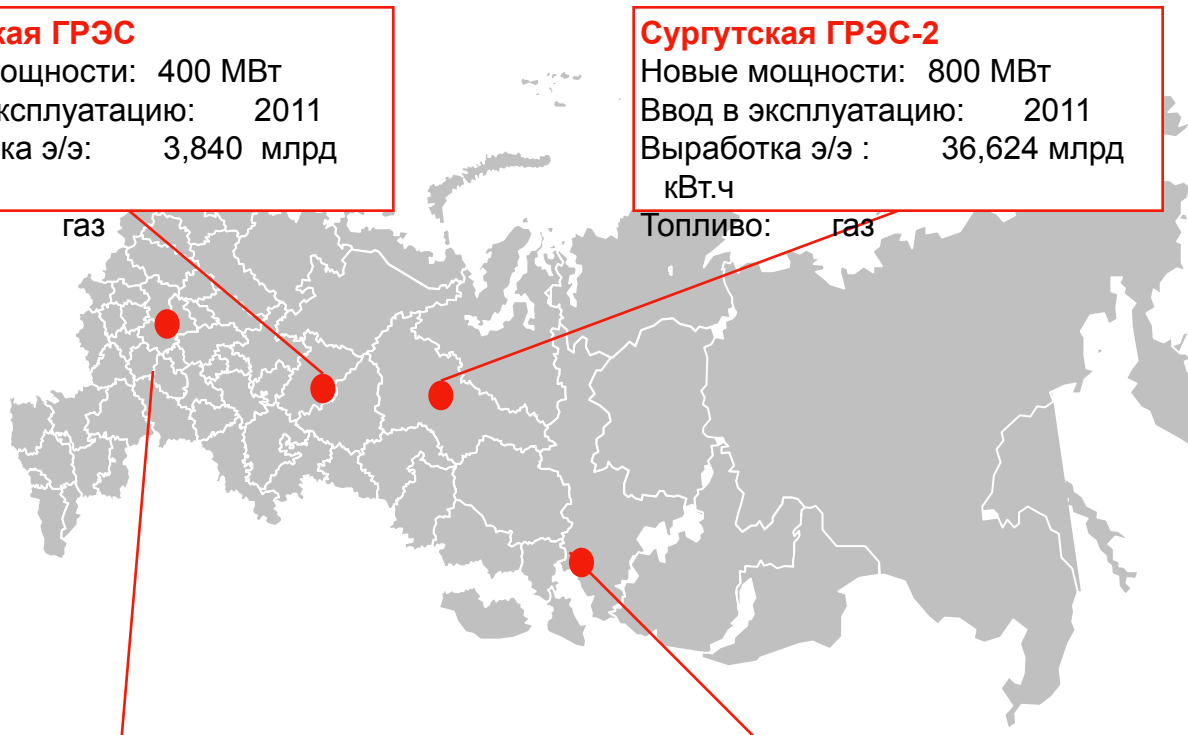 кая ГРЭС
ощности: 400 МВт
ксплуатацию: 2011
ка э/э: 3,840 млрд
газ
Сургутская ГРЭС-2
Новые мощности: 800 МВт
Ввод в эксплуатацию: 2011
Выработка э/э : 36,624 млрд
кВт.ч
Топливо: газ